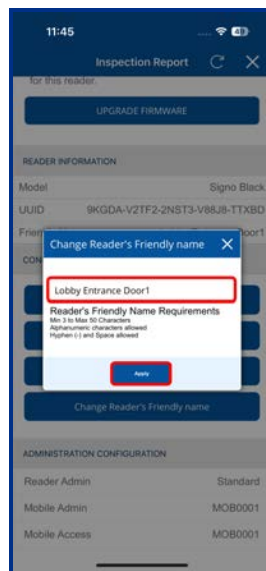 11:45
Inspection Report
for this reader.
UPGRADE FIRMWARE
READER INFORMATION
Model Signo Black
UUID 9KGDA-V2TF2-2NST3-V88J8-TTXBD
Frien Door1
Change Reader's Friendly name
CON
Lobby Entrance Door1
Reader's Friendly Name Requirements
Min 3 to Max 50 Characters
Alphanumeric characters allowed
Hyphen (-) and Space allowed
Apply
Change Reader's Friendly name
ADMINISTRATION CONFIGURATION
Reader Admin Standard
Mobile Admin MOB0001
Mobile Access MOB0001